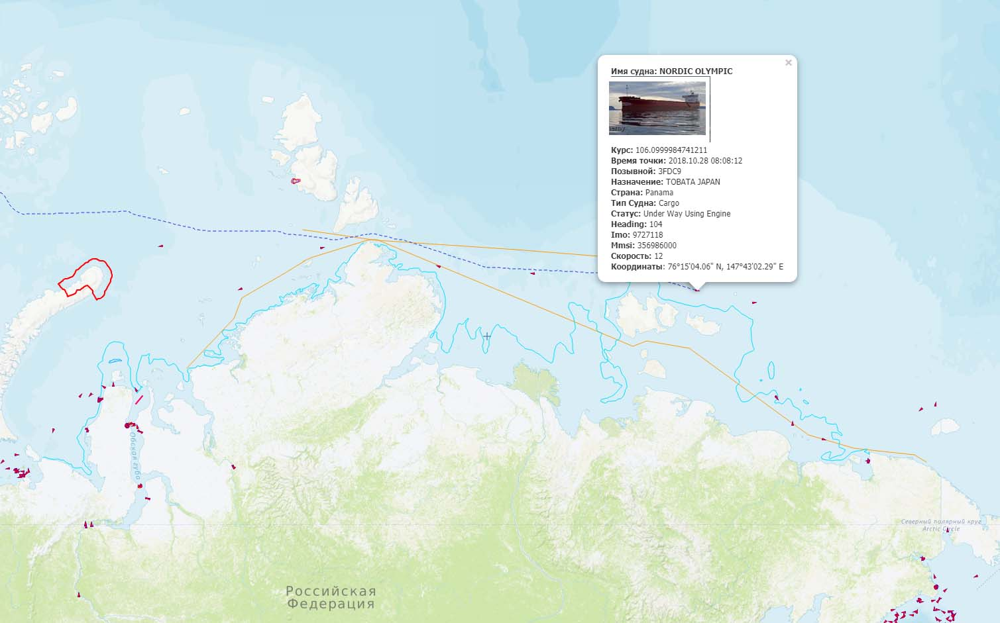 ×
Имя судна: NORDIC OLYMPIC
Курс: 106.0999984741211
Время точки: 2018.10.28 08:08:12
Позывной: 3FDC9
Назначение: TOBATA JAPAN
Страна: Panama
Тип Судна: Cargo
Статус: Under Way Using Engine
Heading: 104
Imo: 9727118
Mmsi: 356986000
Скорость: 12
Координаты: 76°15'04.06" N, 147°43'02.29" E
Обская губа
Северный полярный круг
Arctic Circle
Российская
Федерация